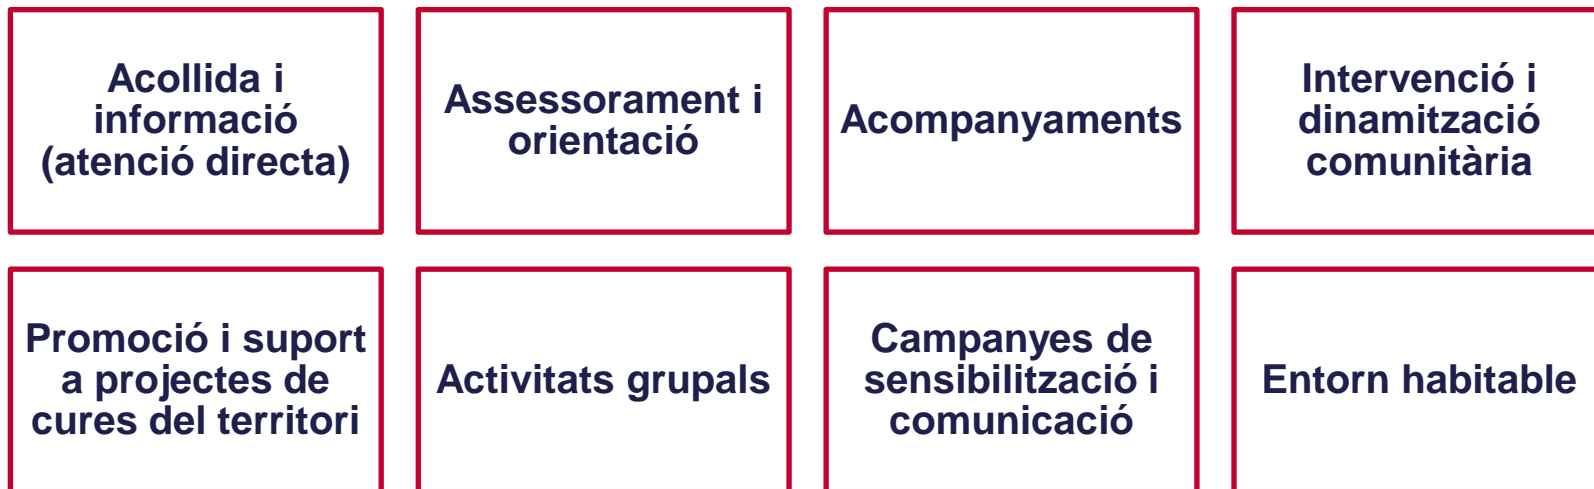 Acollida i
informació
(atenció directa)
Assessorament i
orientació
Acompanyaments
Intervenció i
dinamització
comunitària
Promoció i suport
a projectes de
cures del territori
Activitats grupals
Campanyes de
sensibilització i
comunicació
Entorn habitable